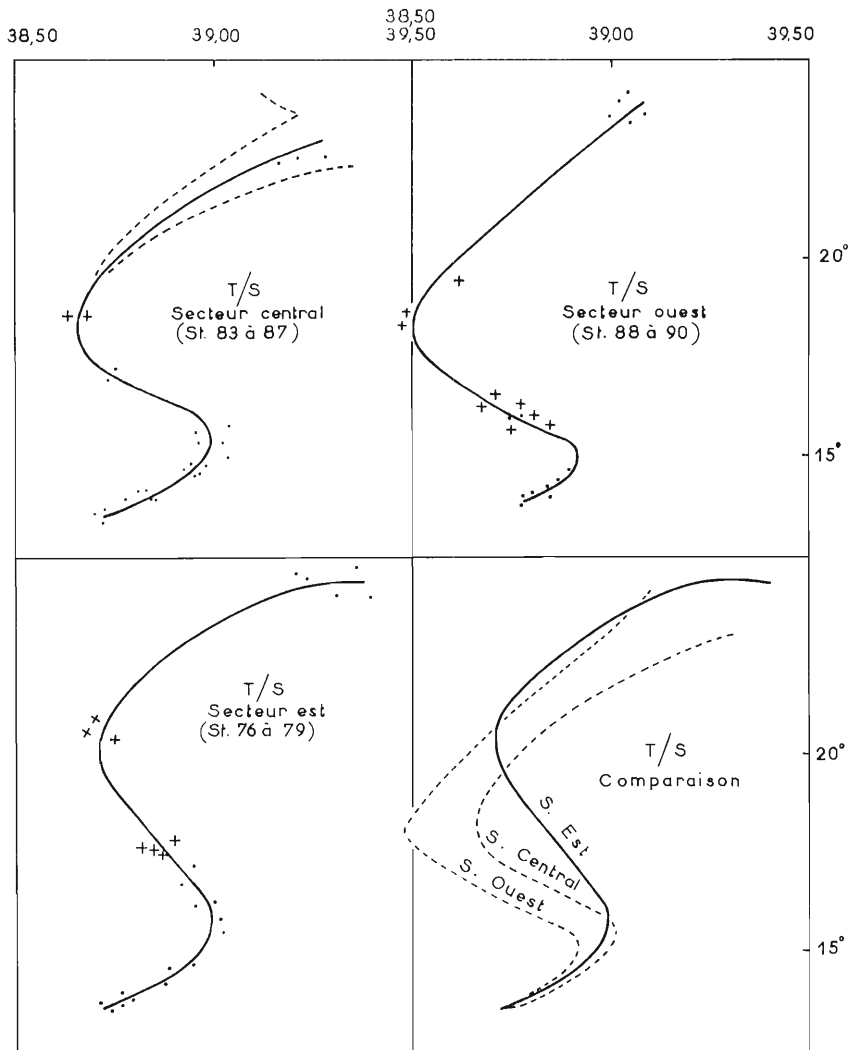 38,50
38,50 39,00 39,50 39,00 39,50
T/S
Secteur central
(St. 83 à 87)
T/S
Secteur ouest
(St. 88 à 90)
20°
15°
T/S
Secteur est
(St. 76 à 79)
T/S
Comparaison
S. Est
S. Central
S. Ouest
20°
15°